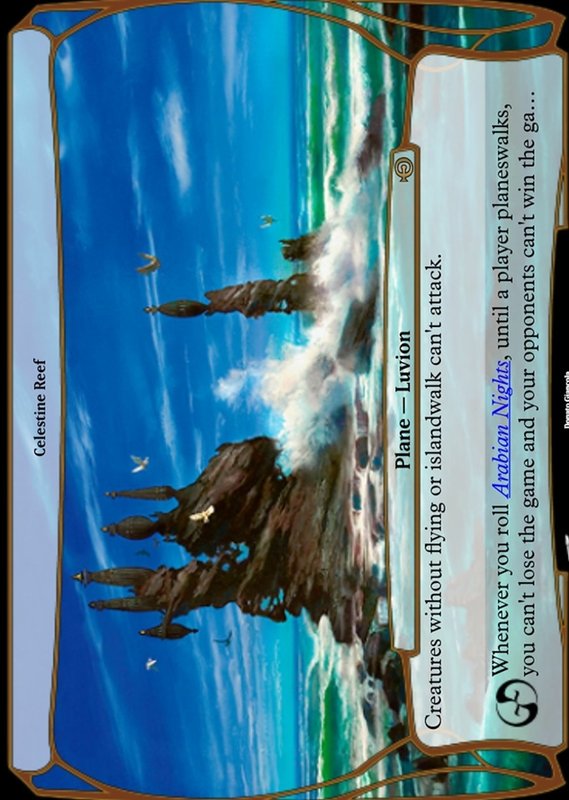 Celestine Reef
Plane — Luvion
Creatures without flying or islandwalk can't attack.
Whenever you roll Arabian Nights, until a player planeswalks,
you can't lose the game and your opponents can't win the ga…